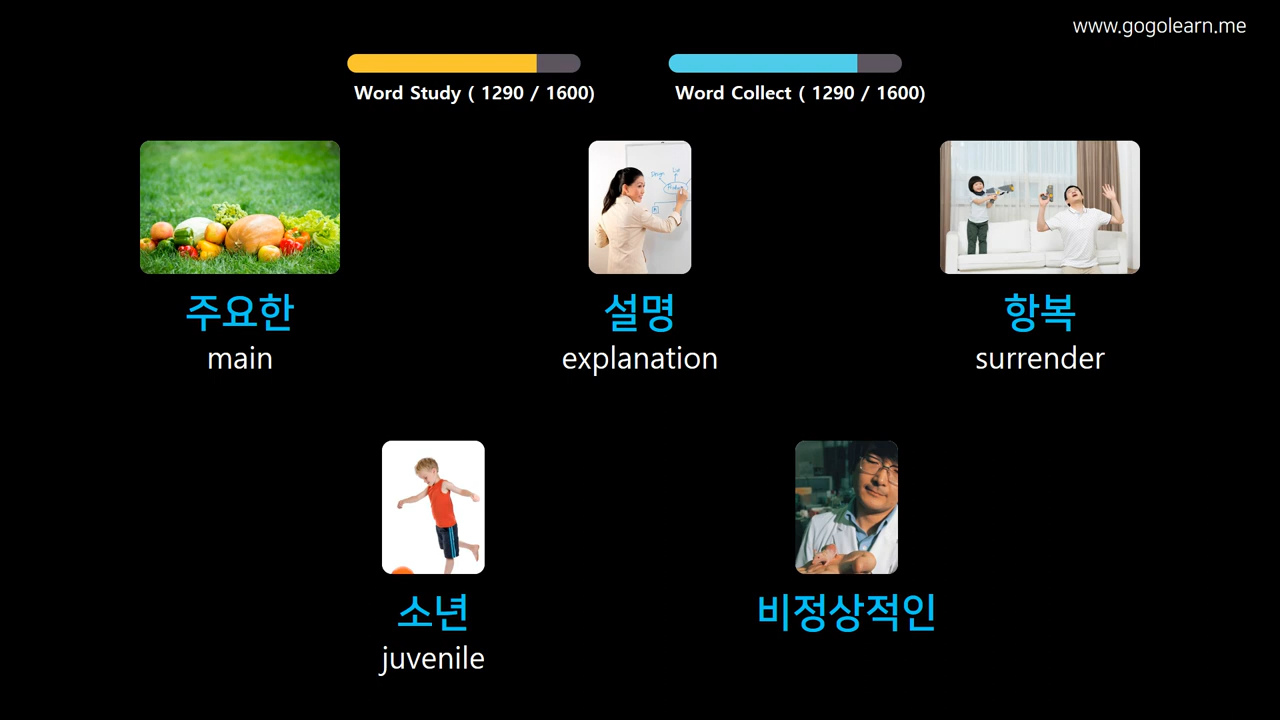 www.gogolearn.me
Word Study ( 1290 / 1600)
Word Collect ( 1290 / 1600)
주요한
main
설명
explanation
항복
surrender
소년
juvenile
비정상적인